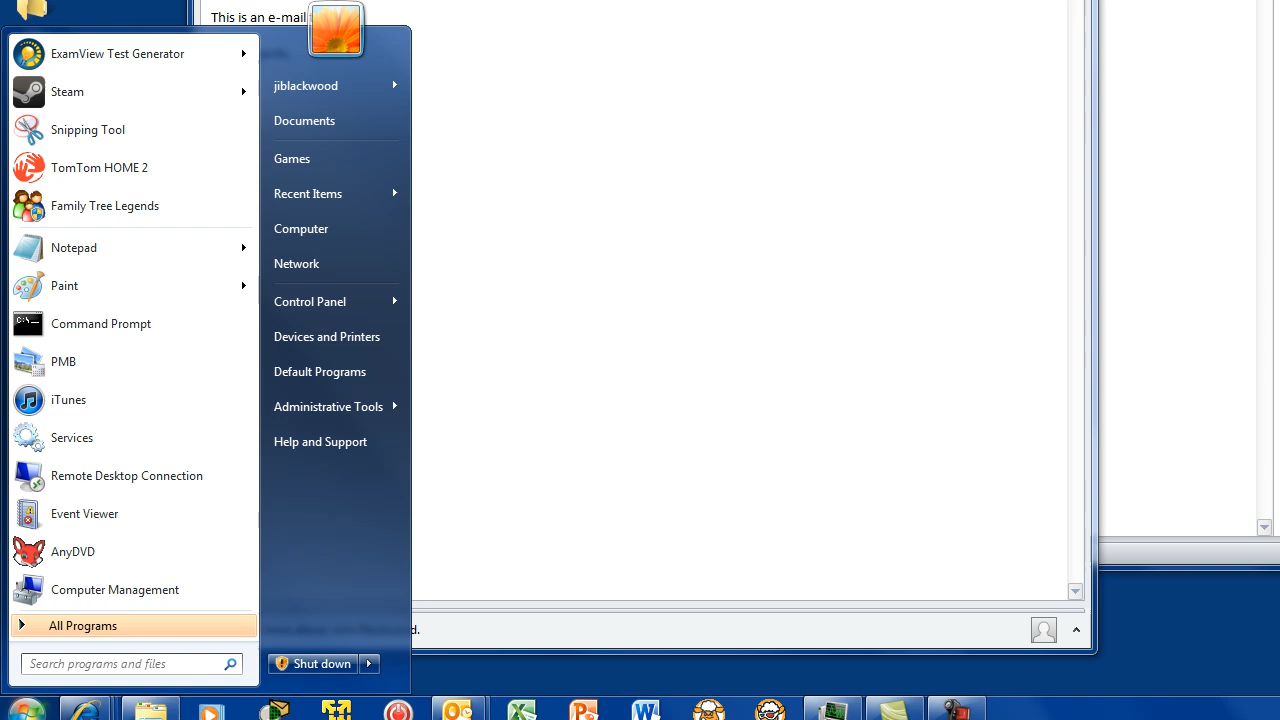 This is an e-mail
ExamView Test Generator
Steam
Snipping Tool
TomTom HOME 2
Family Tree Legends
Notepad
Paint
Command Prompt
PMB
iTunes
Services
Remote Desktop Connection
Event Viewer
AnyDVD
Computer Management
All Programs
Search programs and files
jiblackwood
Documents
Games
Recent Items
Computer
Network
Control Panel
Devices and Printers
Default Programs
Administrative Tools
Help and Support
Shut down